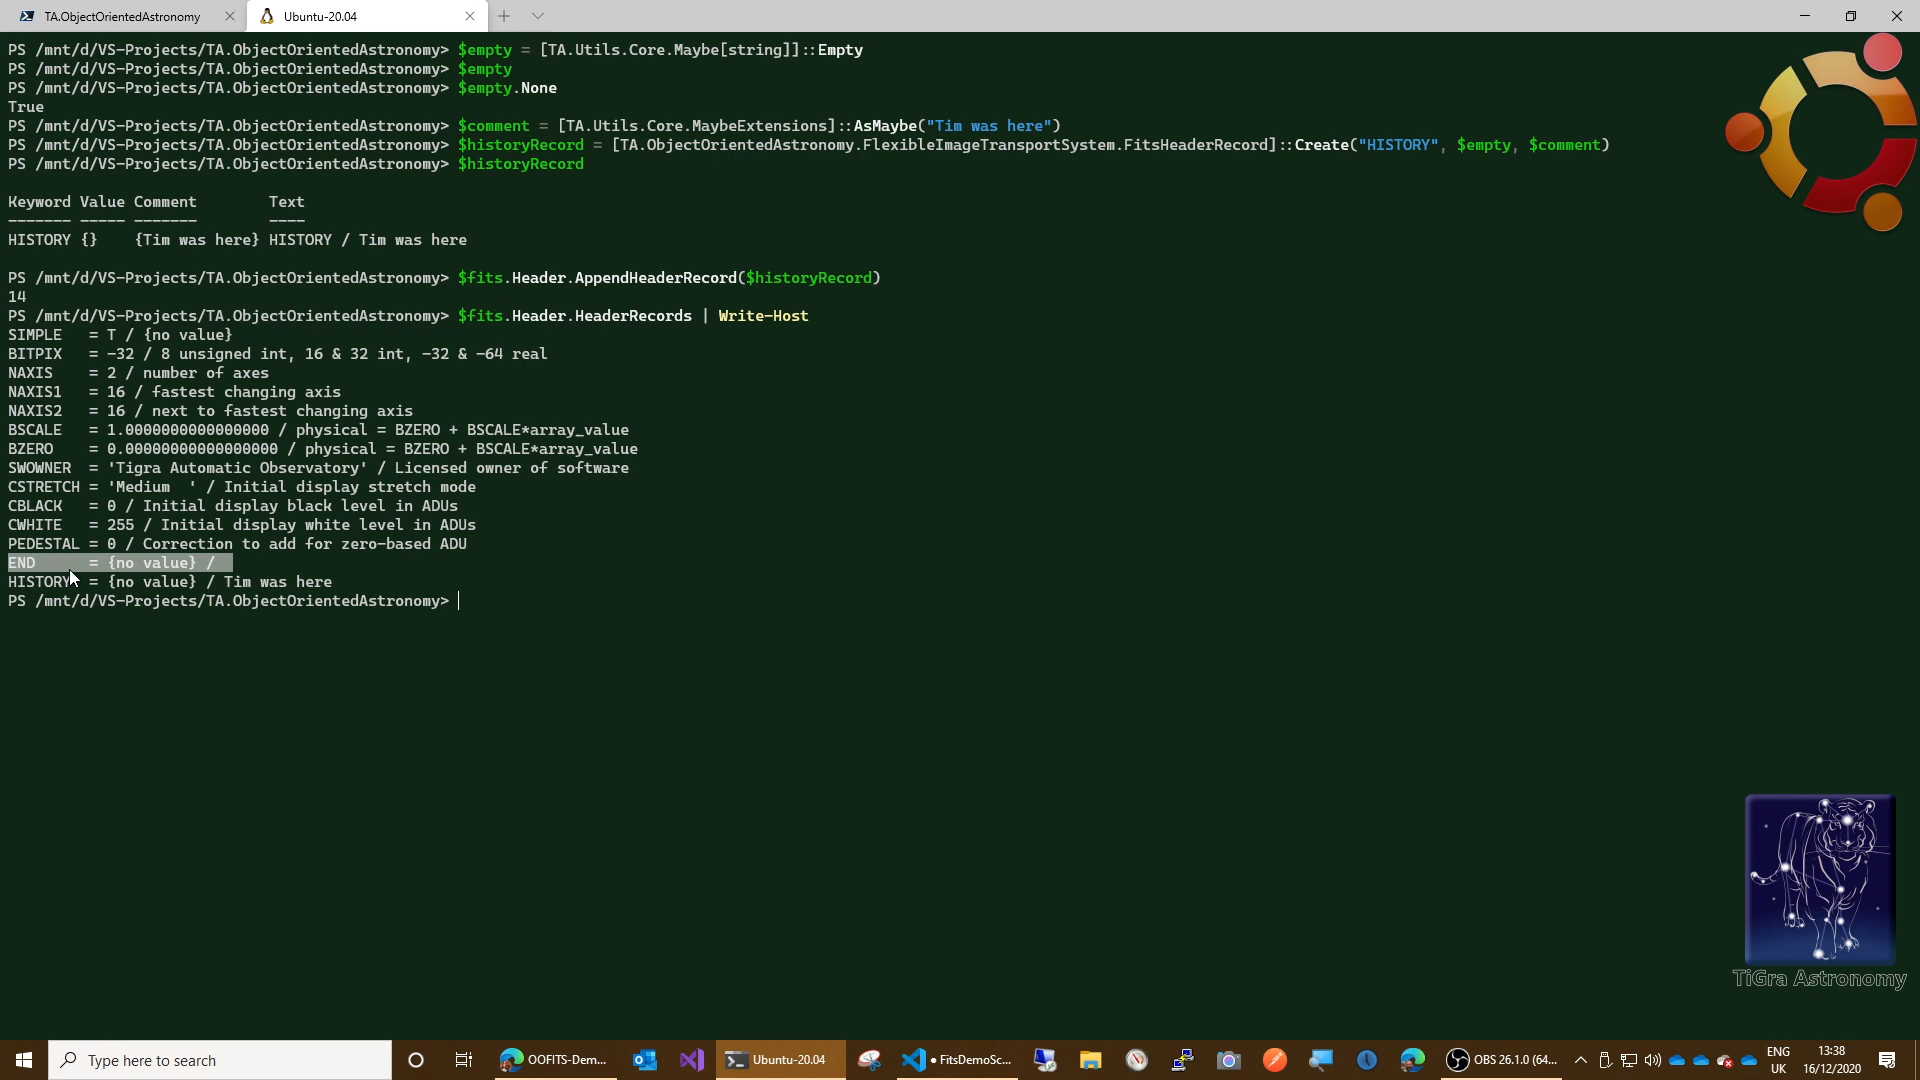 TA.ObjectOrientedAstronomy
Ubuntu-20.04
PS /mnt/d/VS-Projects/TA.ObjectOrientedAstronomy> $empty = [TA.Utils.Core.Maybe[string]]::Empty
PS /mnt/d/VS-Projects/TA.ObjectOrientedAstronomy> $empty
PS /mnt/d/VS-Projects/TA.ObjectOrientedAstronomy> $empty.None
True
PS /mnt/d/VS-Projects/TA.ObjectOrientedAstronomy> $comment = [TA.Utils.Core.MaybeExtensions]::AsMaybe("Tim was here")
PS /mnt/d/VS-Projects/TA.ObjectOrientedAstronomy> $historyRecord = [TA.ObjectOrientedAstronomy.FlexibleImageTransportSystem.FitsHeaderRecord]::Create("HISTORY", $empty, $comment)
PS /mnt/d/VS-Projects/TA.ObjectOrientedAstronomy> $historyRecord
Keyword Value Comment        Text
------- ----- -------        ----
HISTORY {}    {Tim was here} HISTORY / Tim was here
PS /mnt/d/VS-Projects/TA.ObjectOrientedAstronomy> $fits.Header.AppendHeaderRecord($historyRecord)
14
PS /mnt/d/VS-Projects/TA.ObjectOrientedAstronomy> $fits.Header.HeaderRecords | Write-Host
SIMPLE   = T / {no value}
BITPIX   = -32 / 8 unsigned int, 16 & 32 int, -32 & -64 real
NAXIS    = 2 / number of axes
NAXIS1   = 16 / fastest changing axis
NAXIS2   = 16 / next to fastest changing axis
BSCALE   = 1.0000000000000000 / physical = BZERO + BSCALE*array_value
BZERO    = 0.00000000000000000 / physical = BZERO + BSCALE*array_value
SWOWNER  = 'Tigra Automatic Observatory' / Licensed owner of software
CSTRETCH = 'Medium  ' / Initial display stretch mode
CBLACK   = 0 / Initial display black level in ADUs
CWHITE   = 255 / Initial display white level in ADUs
PEDESTAL = 0 / Correction to add for zero-based ADU
END      = {no value} /
HISTORY  = {no value} / Tim was here
PS /mnt/d/VS-Projects/TA.ObjectOrientedAstronomy>
TiGra Astronomy
Type here to search
OOFITS-Dem...
Ubuntu-20.04
● FitsDemoSc...
OBS 26.1.0 (64...
ENG
UK
13:38
16/12/2020